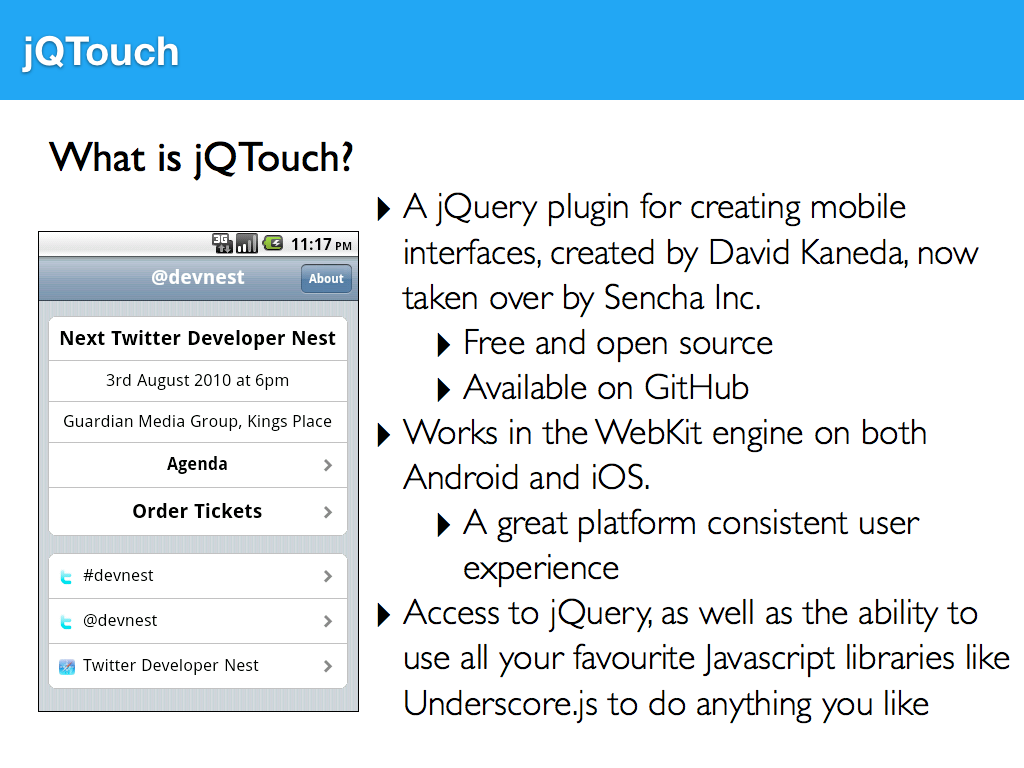 jQTouch
What is jQTouch?
3G 11:17 PM
@devnest About
Next Twitter Developer Nest
3rd August 2010 at 6pm
Guardian Media Group, Kings Place
Agenda
Order Tickets
#devnest
@devnest
Twitter Developer Nest
A jQuery plugin for creating mobile
interfaces, created by David Kaneda, now
taken over by Sencha Inc.
Free and open source
Available on GitHub
Works in the WebKit engine on both
Android and iOS.
A great platform consistent user
experience
Access to jQuery, as well as the ability to
use all your favourite Javascript libraries like
Underscore.js to do anything you like